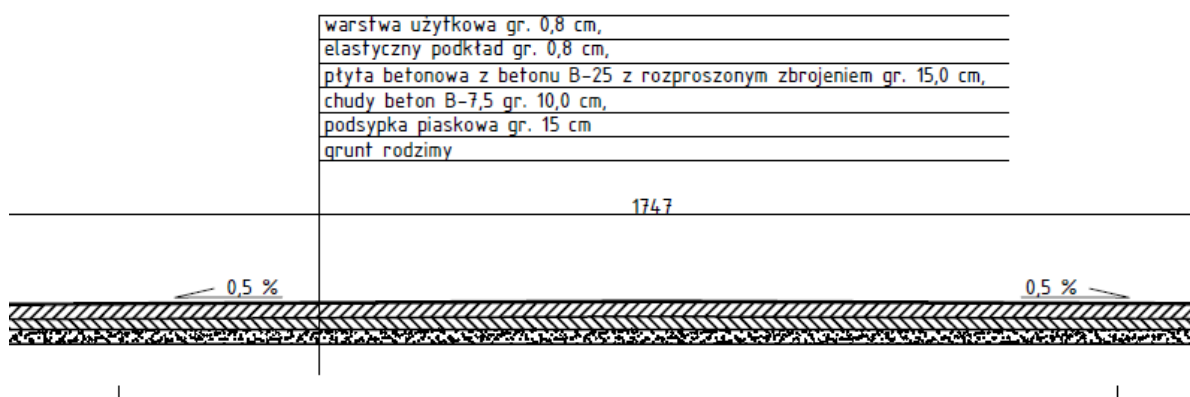 warstwa użytkowa gr. 0,8 cm,
elastyczny podkład gr. 0,8 cm,
płyta betonowa z betonu B-25 z rozproszonym zbrojeniem gr. 15,0 cm,
chudy beton B-7,5 gr. 10,0 cm,
podsypka piaskowa gr. 15 cm
grunt rodzimy
1747
0,5 %
0,5 %